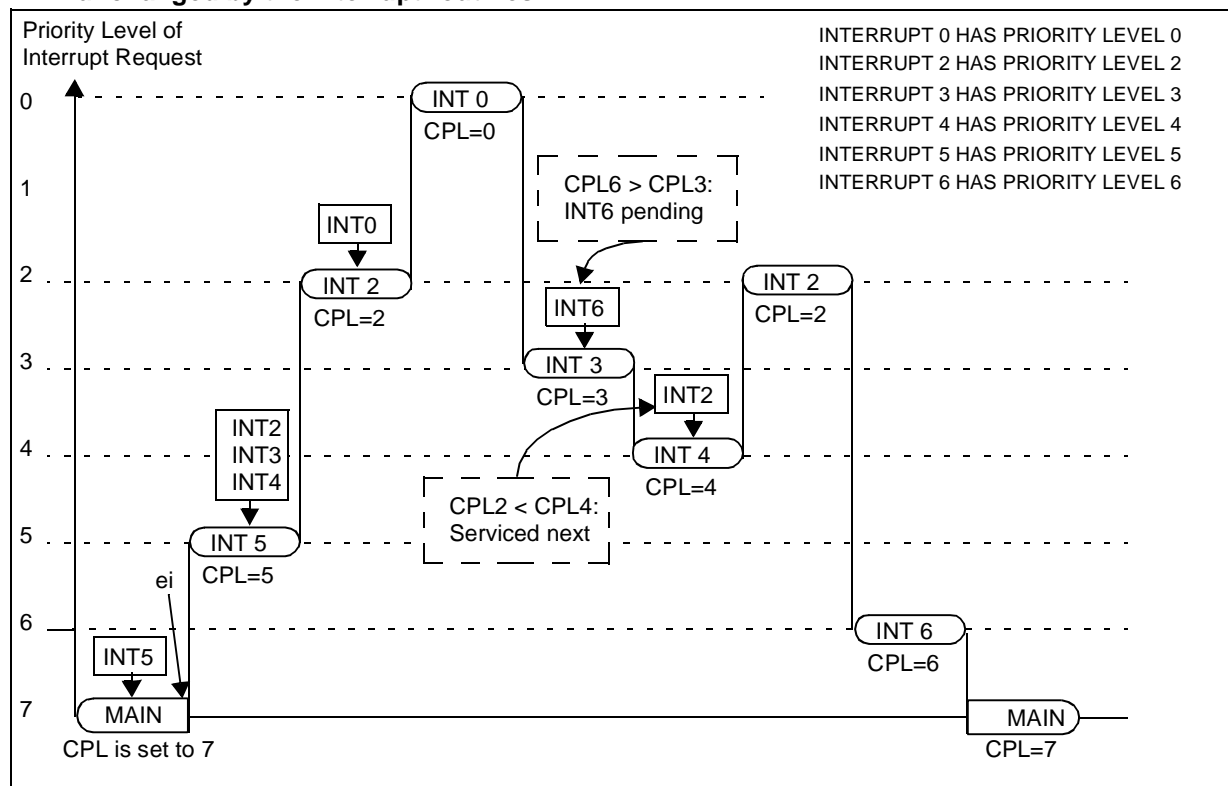 Priority Level of
Interrupt Request
INTERRUPT 0 HAS PRIORITY LEVEL 0
INTERRUPT 2 HAS PRIORITY LEVEL 2
INTERRUPT 3 HAS PRIORITY LEVEL 3
INTERRUPT 4 HAS PRIORITY LEVEL 4
INTERRUPT 5 HAS PRIORITY LEVEL 5
INTERRUPT 6 HAS PRIORITY LEVEL 6
0
INT 0
CPL=0
1
CPL6 > CPL3:
INT6 pending
INT0
2
INT 2
CPL=2
INT6
INT 2
CPL=2
3
INT 3
CPL=3
INT2
INT2
INT3
INT4
4
INT 4
CPL=4
CPL2 < CPL4:
Serviced next
5
INT 5
CPL=5
ei
6
INT 6
CPL=6
INT5
7
MAIN
CPL is set to 7
MAIN
CPL=7